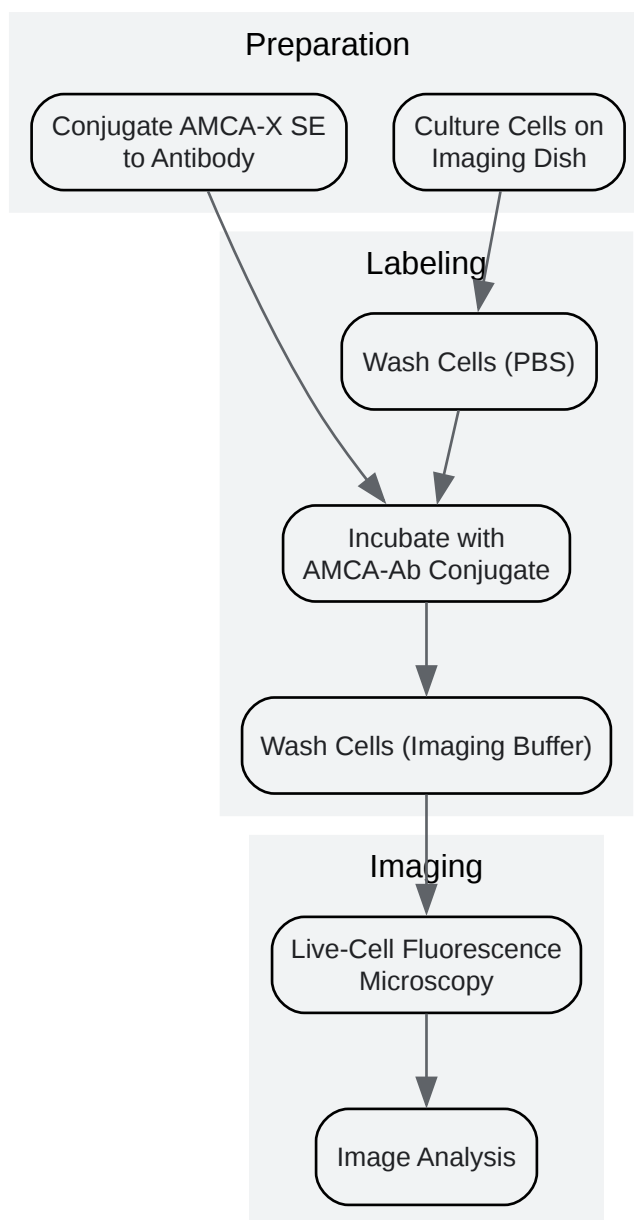 Preparation
Conjugate AMCA-X SE
to Antibody
Culture Cells on
Imaging Dish
Labeling
Wash Cells (PBS)
Incubate with
AMCA-Ab Conjugate
Wash Cells (Imaging Buffer)
Imaging
Live-Cell Fluorescence
Microscopy
Image Analysis